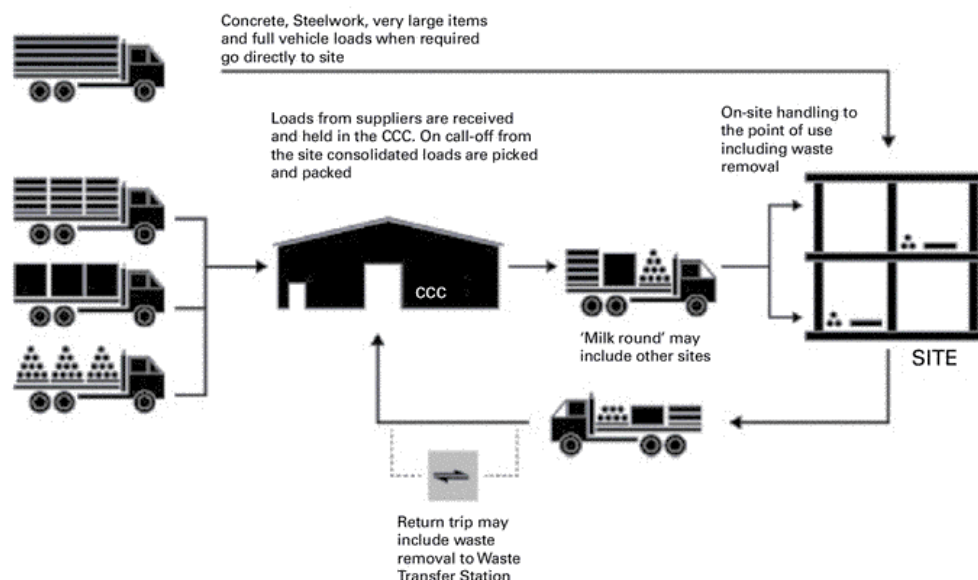 Concrete, Steelwork, very large items
and full vehicle loads when required
go directly to site
Loads from suppliers are received
and held in the CCC. On call-off from
the site consolidated loads are picked
and packed
On-site handling to
the point of use
including waste
removal
CCC
'Milk round' may
include other sites
SITE
Return trip may
include waste
removal to Waste
Transfer Station